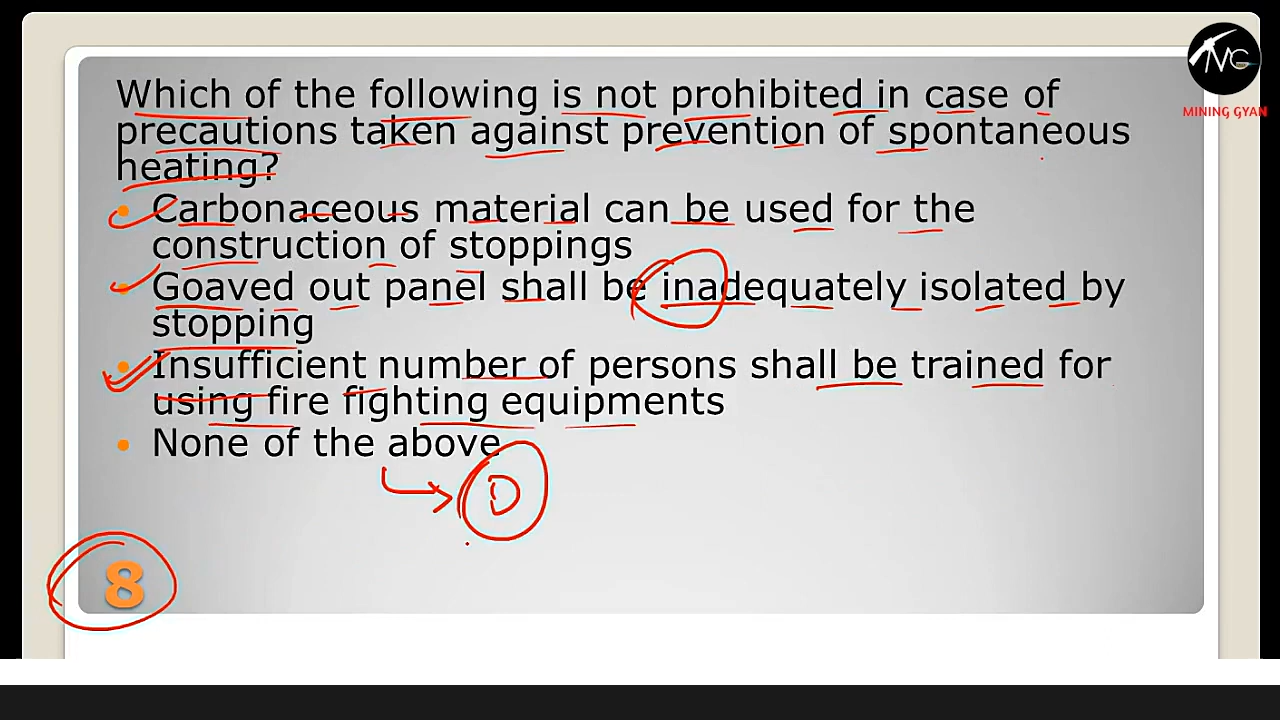 MC
MINING GYAN
Which of the following is not prohibited in case of
precautions taken against prevention of spontaneous
heating?
• Carbonaceous material can be used for the
construction of stoppings
• Goaved out panel shall be inadequately isolated by
stopping
• Insufficient number of persons shall be trained for
using fire fighting equipments
• None of the above
D
8